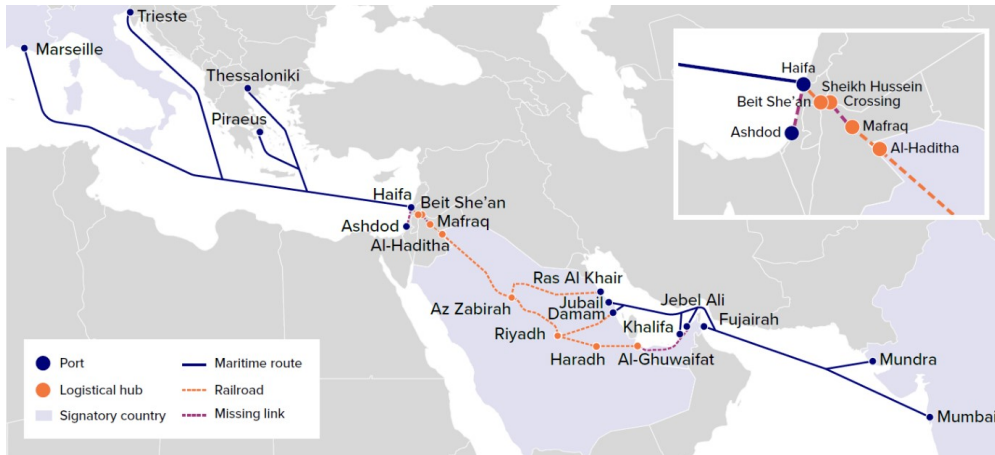 Trieste
Marseille
Thessaloniki
Piraeus
Haifa
Beit She'an
Ashdod
Mafraq
Al-Haditha
Ras Al Khair
Jubail
Damam
Az Zabirah
Riyadh
Haradh
Al-Ghuwaifat
Khalifa
Jebel Ali
Fujairah
Mundra
Mumbai
Haifa
Sheikh Hussein
Crossing
Beit She'an
Ashdod
Mafraq
Al-Haditha
Port
Maritime route
Logistical hub
Railroad
Signatory country
Missing link